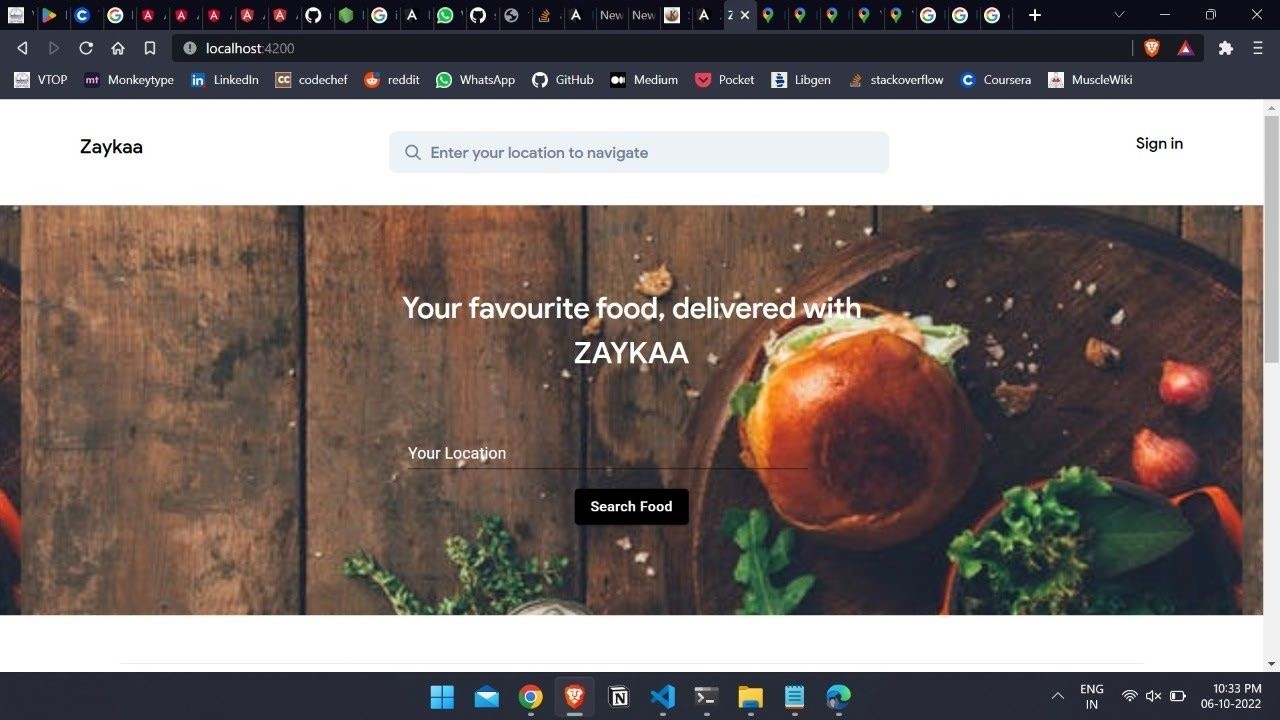 New
New
Z
localhost:4200
VTOP
Monkeytype
LinkedIn
codechef
reddit
WhatsApp
GitHub
Medium
Pocket
Libgen
stackoverflow
Coursera
MuscleWiki
Zaykaa
Enter your location to navigate
Sign in
Your favourite food, delivered with
ZAYKAA
Your Location
Search Food
ENG
IN
10:33 PM
06-10-2022